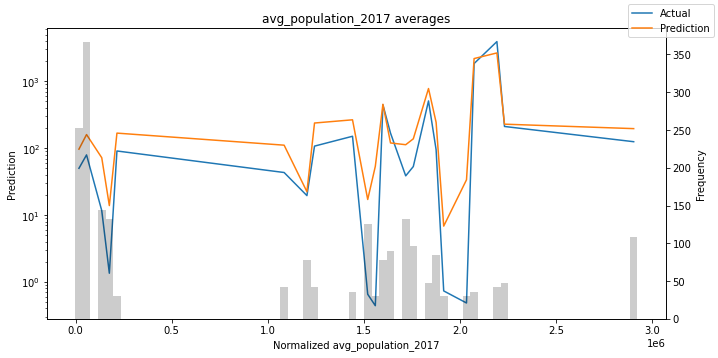 avg_population_2017 averages
Actual
Prediction
10³
10²
10¹
10⁰
Prediction
350
300
250
200
150
100
50
0
Frequency
0.0 0.5 1.0 1.5 2.0 2.5 3.0
1e6
Normalized avg_population_2017